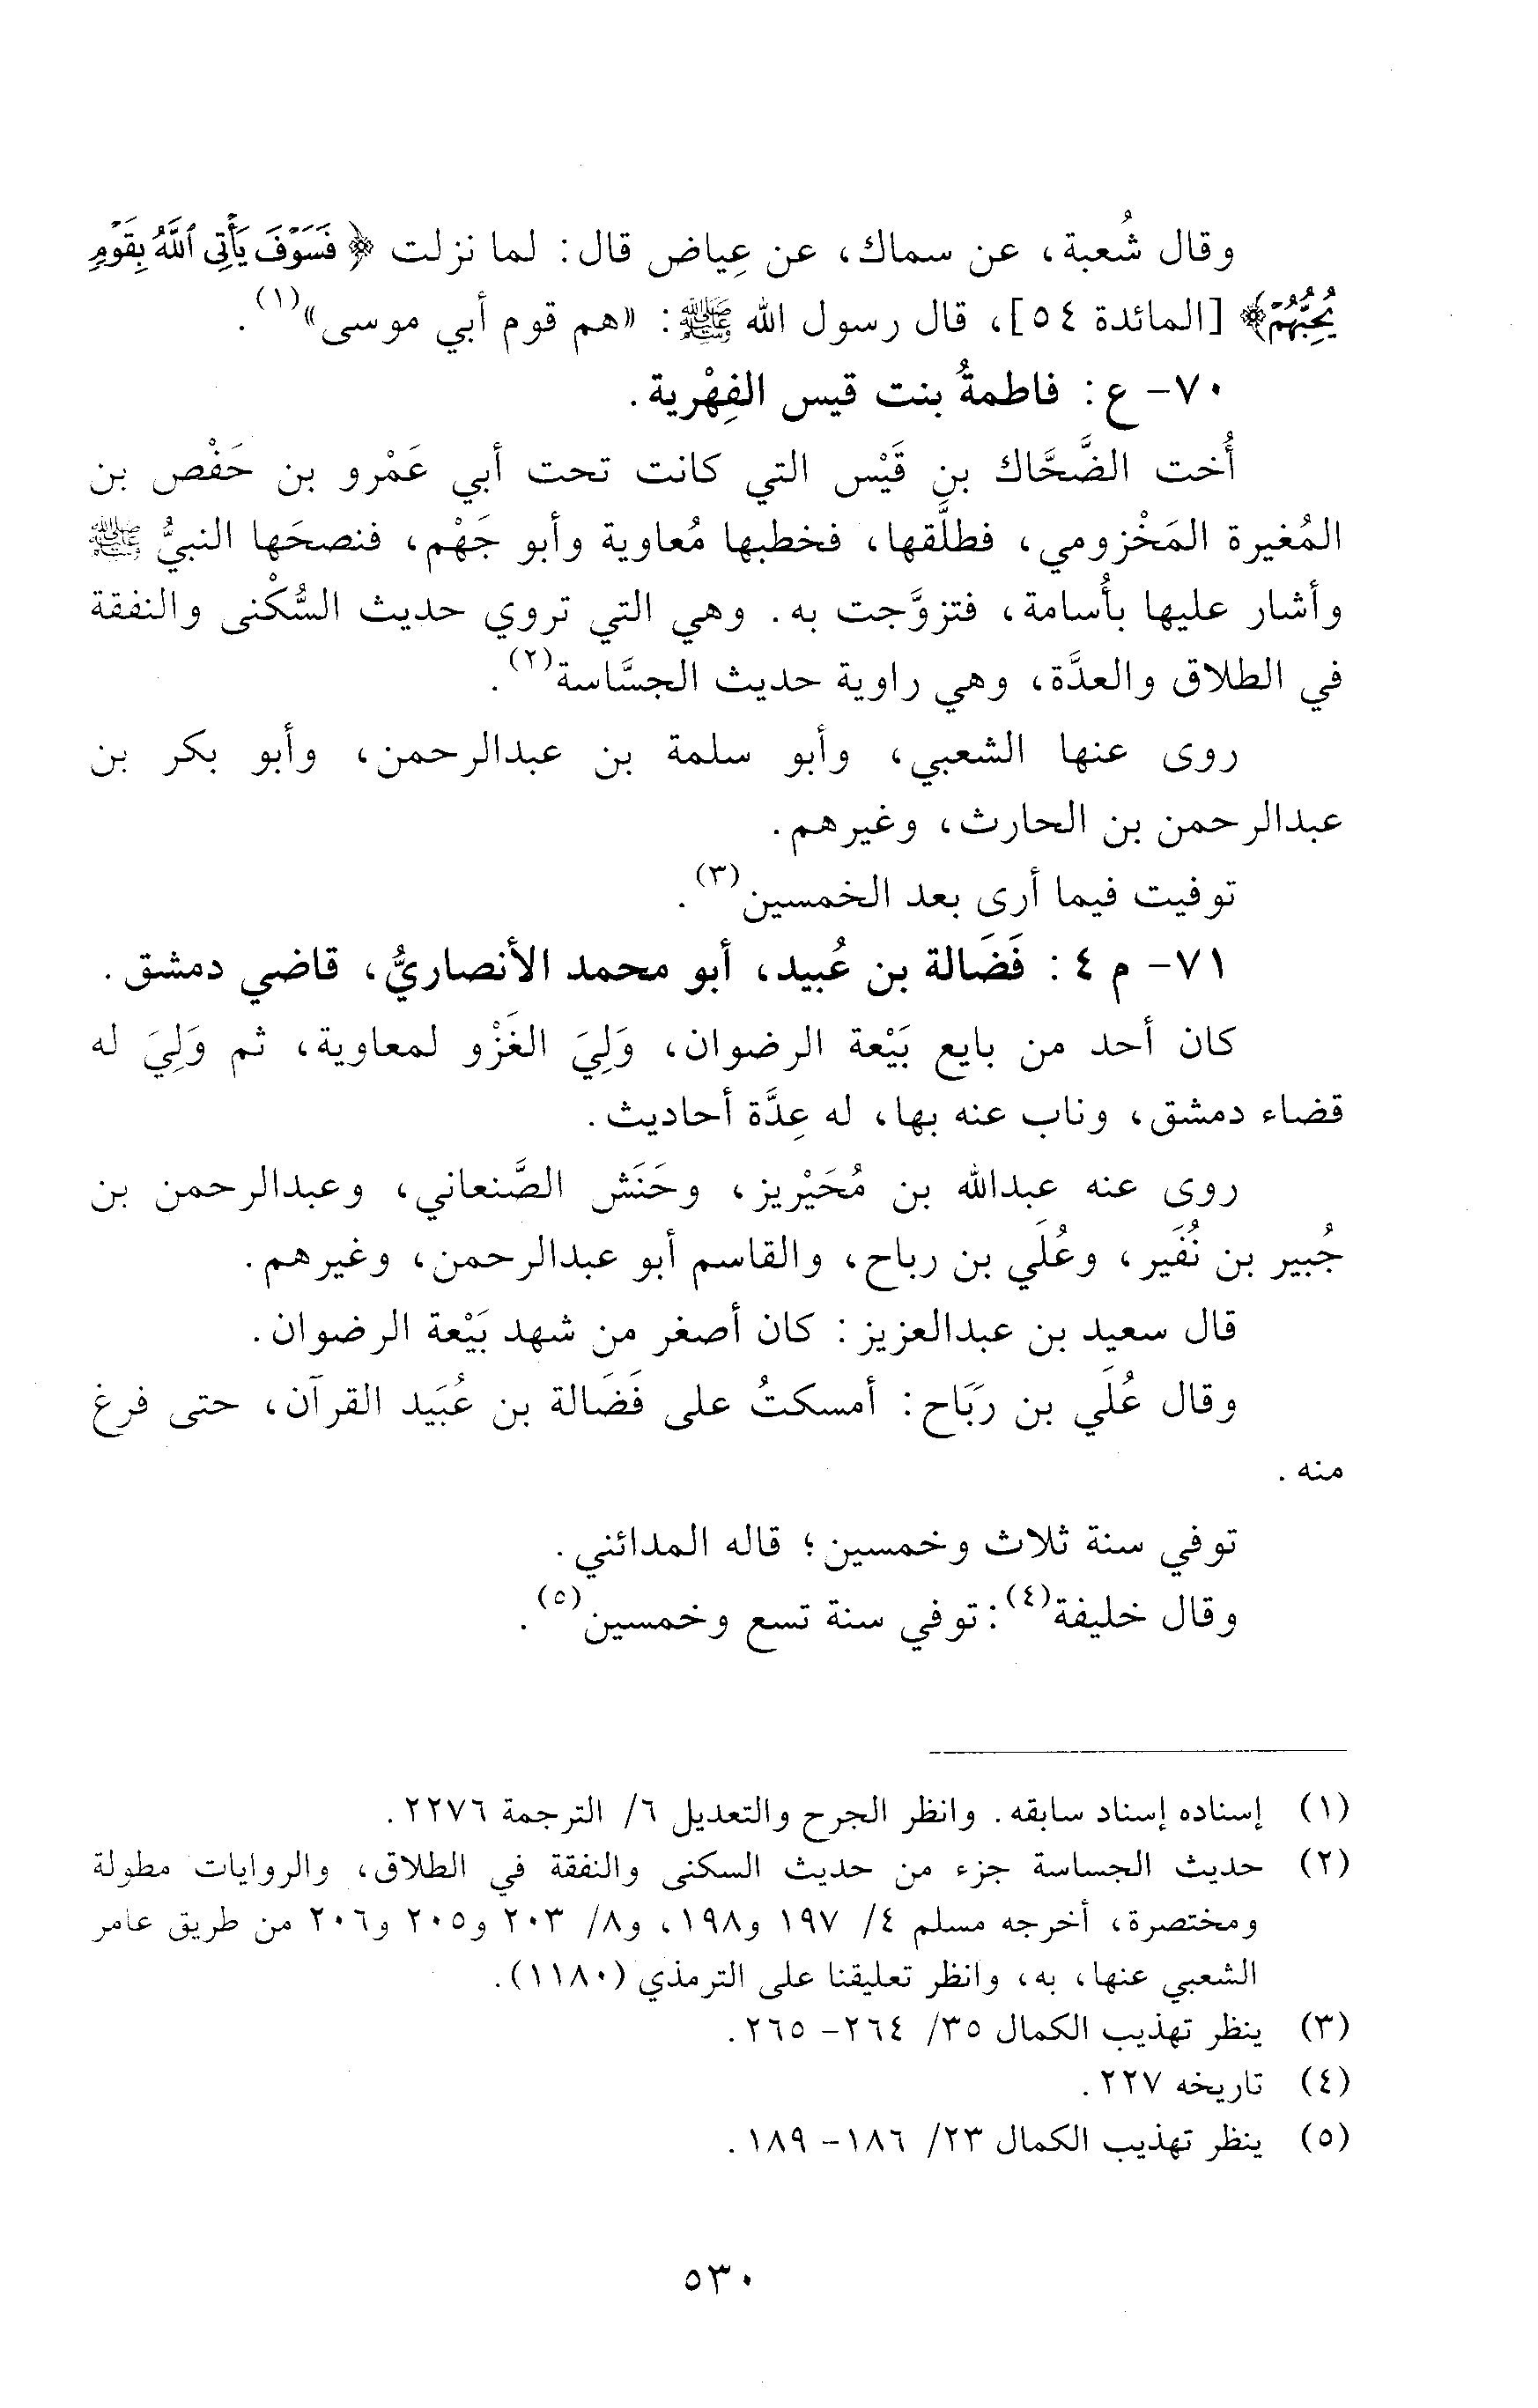 وقال شُعبة، عن سماك، عن عِياض قال: لما نزلت ﴿فَسَوْفَ يَأْتِي ٱللَّهُ بِقَوْمٍ
يُحِبُّهُمْ﴾ [المائدة ٥٤]، قال رسول الله ﷺ: «هم قوم أبي موسى»(١).
٧٠- ع: فاطمةُ بنت قيس الفِهْرية.
أُخت الضَّحَّاك بن قَيْس التي كانت تحت أبي عَمْرو بن حَفْص بن
المُغيرة المَخْزومي، فطلَّقها، فخطبها مُعاوية وأبو جَهْم، فنصحَها النبيُّ ﷺ
وأشار عليها بأُسامة، فتزوَّجت به. وهي التي تروي حديث السُّكْنى والنفقة
في الطلاق والعدَّة، وهي راوية حديث الجسَّاسة(٢).
روى عنها الشعبي، وأبو سلمة بن عبدالرحمن، وأبو بكر بن
عبدالرحمن بن الحارث، وغيرهم.
توفيت فيما أرى بعد الخمسين(٣).
٧١- م ٤: فَضَالة بن عُبيد، أبو محمد الأنصاريُّ، قاضي دمشق.
كان أحد من بايع بَيْعة الرضوان، وَلِيَ الغَزْو لمعاوية، ثم وَلِيَ له
قضاء دمشق، وناب عنه بها، له عِدَّة أحاديث.
روى عنه عبدالله بن مُحَيْريز، وحَنَش الصَّنعاني، وعبدالرحمن بن
جُبير بن نُفَير، وعُلَي بن رباح، والقاسم أبو عبدالرحمن، وغيرهم.
قال سعيد بن عبدالعزيز: كان أصغر من شهد بَيْعة الرضوان.
وقال عُلَي بن رَبَاح: أمسكتُ على فَضَالة بن عُبَيد القرآن، حتى فرغ
منه.
توفي سنة ثلاث وخمسين؛ قاله المدائني.
وقال خليفة(٤): توفي سنة تسع وخمسين(٥).
(١) إسناده إسناد سابقه. وانظر الجرح والتعديل ٦/ الترجمة ٢٢٧٦.
(٢) حديث الجساسة جزء من حديث السكنى والنفقة في الطلاق، والروايات مطولة
ومختصرة، أخرجه مسلم ٤/ ١٩٧ و١٩٨، و٨/ ٢٠٣ و٢٠٥ و٢٠٦ من طريق عامر
الشعبي عنها، به، وانظر تعليقنا على الترمذي (١١٨٠).
(٣) ينظر تهذيب الكمال ٣٥/ ٢٦٤- ٢٦٥.
(٤) تاريخه ٢٢٧.
(٥) ينظر تهذيب الكمال ٢٣/ ١٨٦- ١٨٩.
٥٣٠